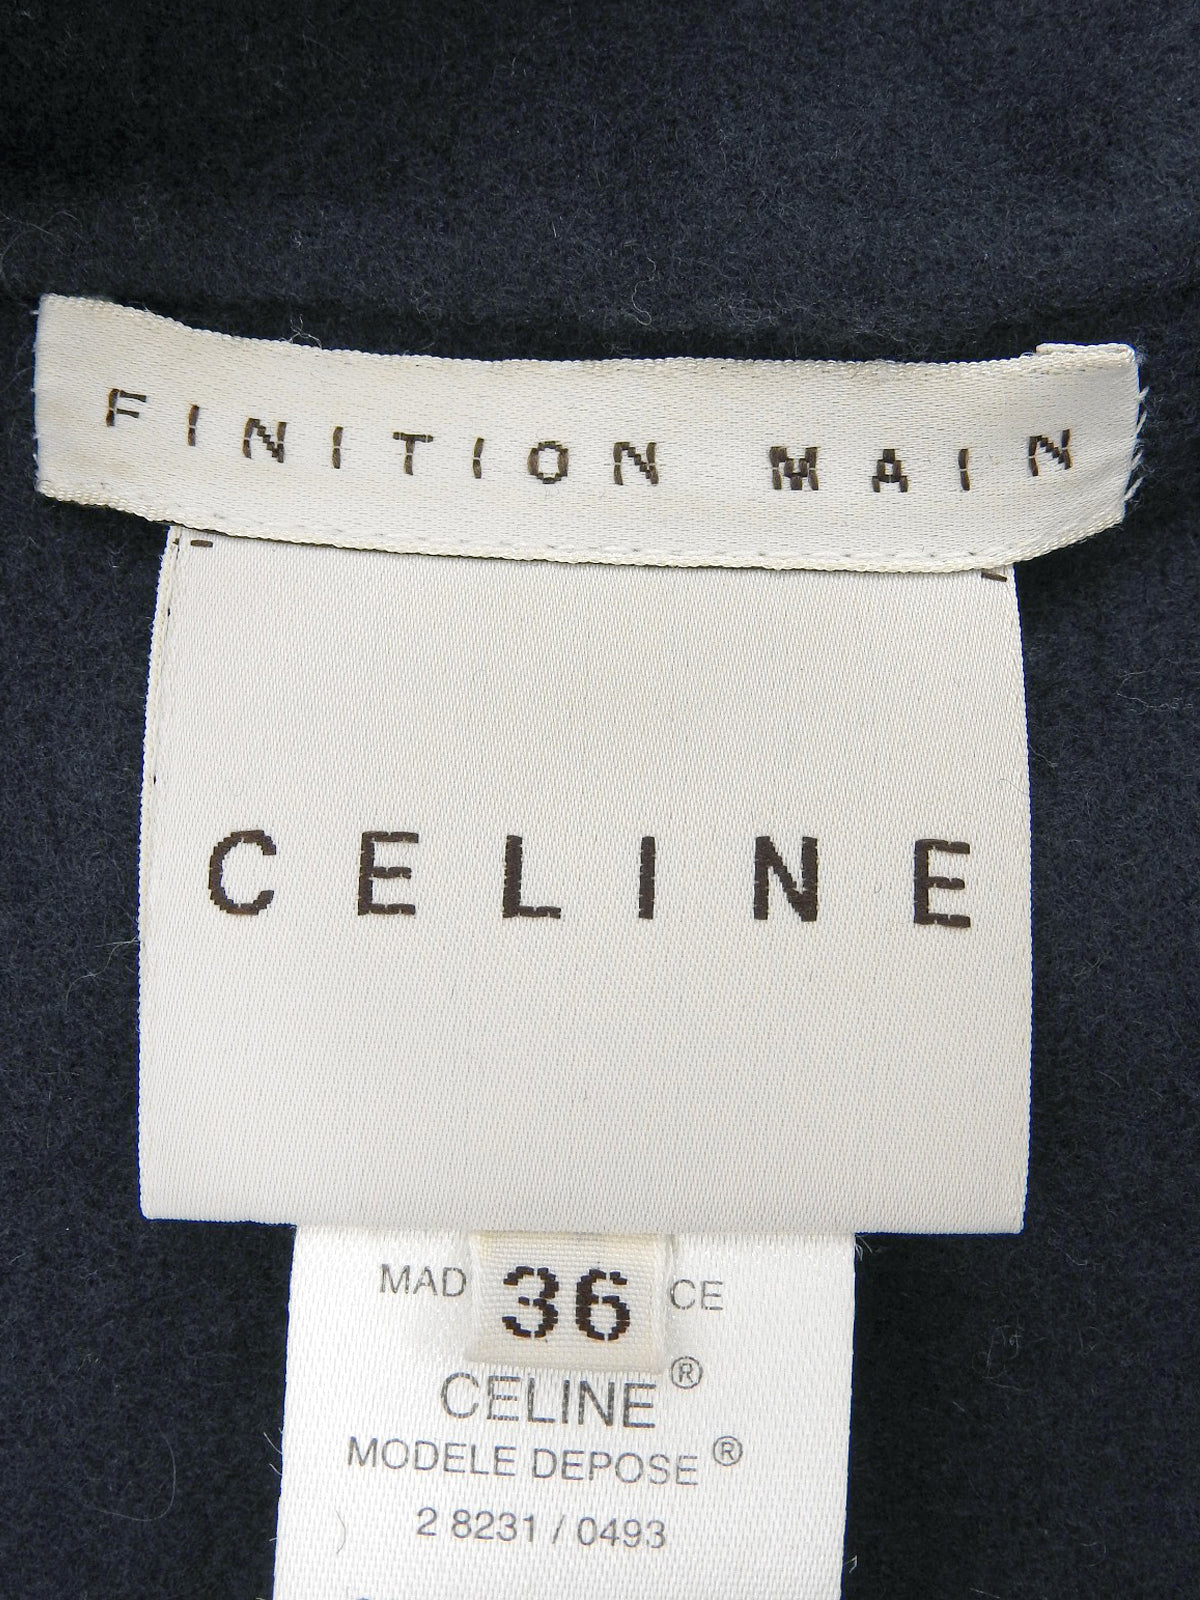 FINITION MAIN
CELINE
MAD 36 CE
CELINE®
MODELE DEPOSE®
2 8231 / 0493